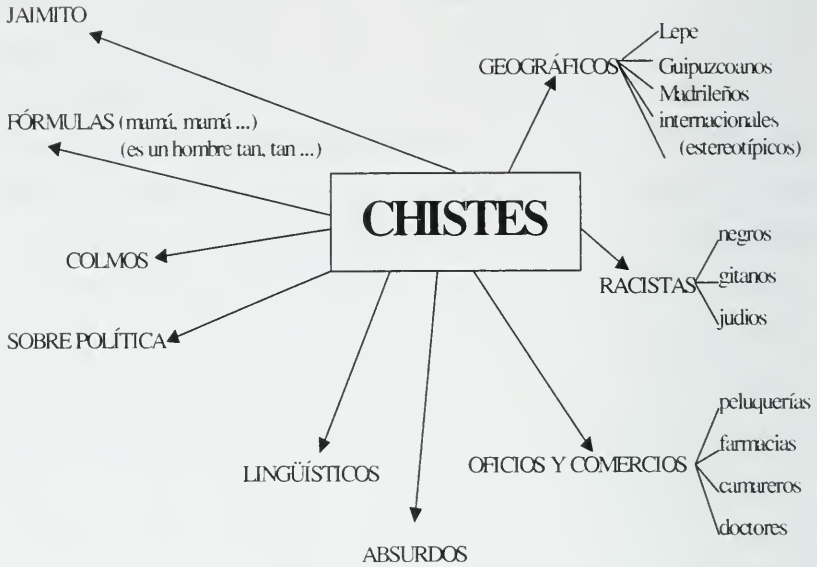 JAIMITO
FÓRMULAS (mamá, mamá ...)
(es un hombre tan, tan ...)
COLMOS
SOBRE POLÍTICA
CHISTES
GEOGRÁFICOS
Lepe
Guipuzcoanos
Madrileños
internacionales
(estereotípicos)
RACISTAS
negros
gitanos
judios
LINGÜÍSTICOS
ABSURDOS
OFICIOS Y COMERCIOS
peluquerías
farmacias
camareros
doctores